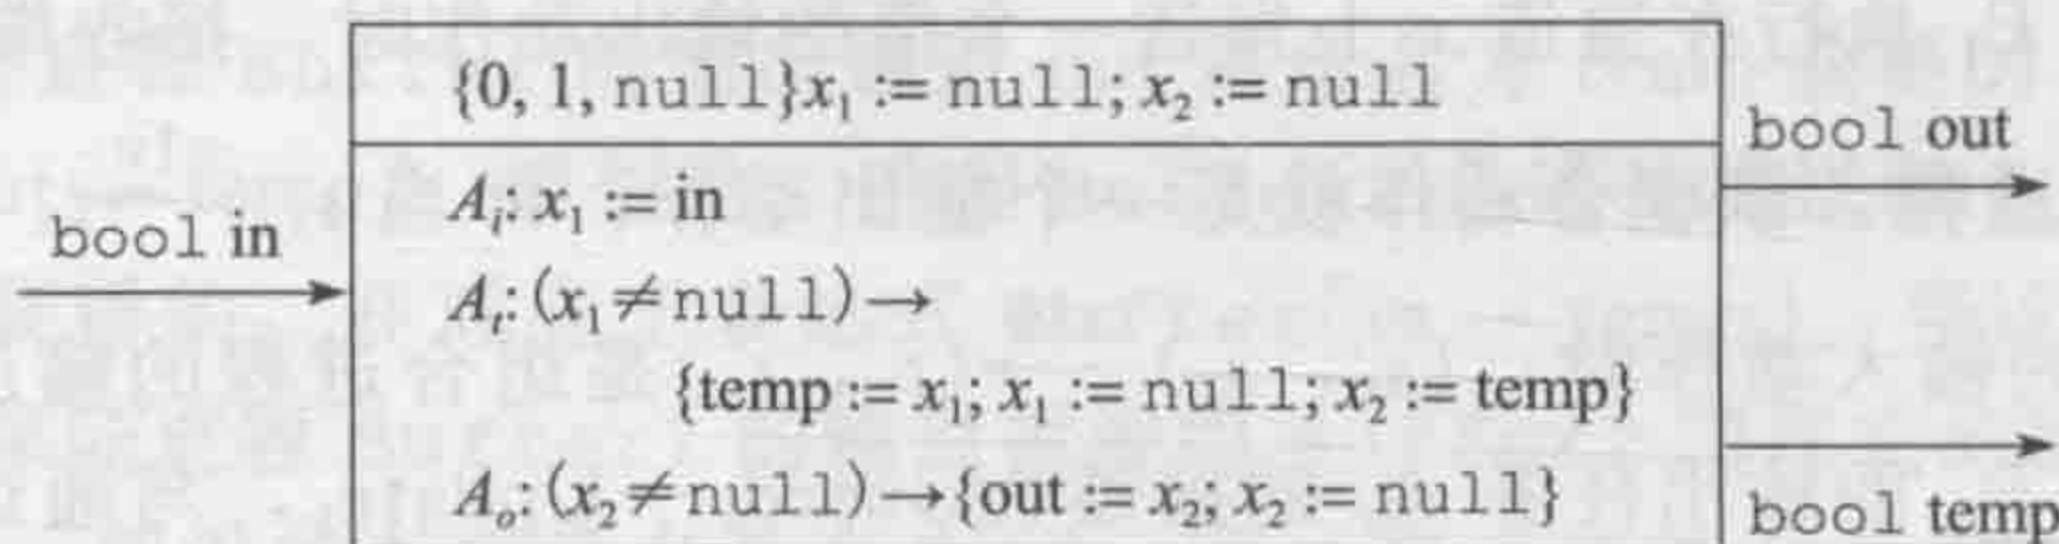 {0, 1, null}x₁ := null; x₂ := null
bool out
Aᵢ: x₁ := in
bool in
Aₜ: (x₁≠null)→
{temp := x₁; x₁ := null; x₂ := temp}
Aₒ: (x₂≠null)→{out := x₂; x₂ := null}
bool temp